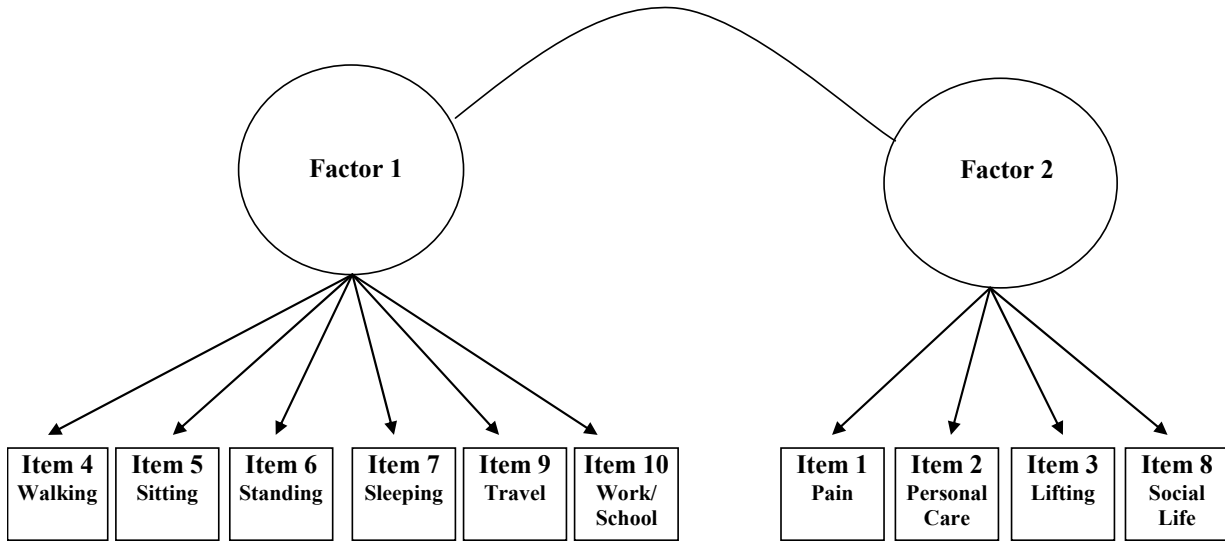 Factor 1
Factor 2
Item 4
Walking
Item 5
Sitting
Item 6
Standing
Item 7
Sleeping
Item 9
Travel
Item 10
Work/
School
Item 1
Pain
Item 2
Personal
Care
Item 3
Lifting
Item 8
Social
Life